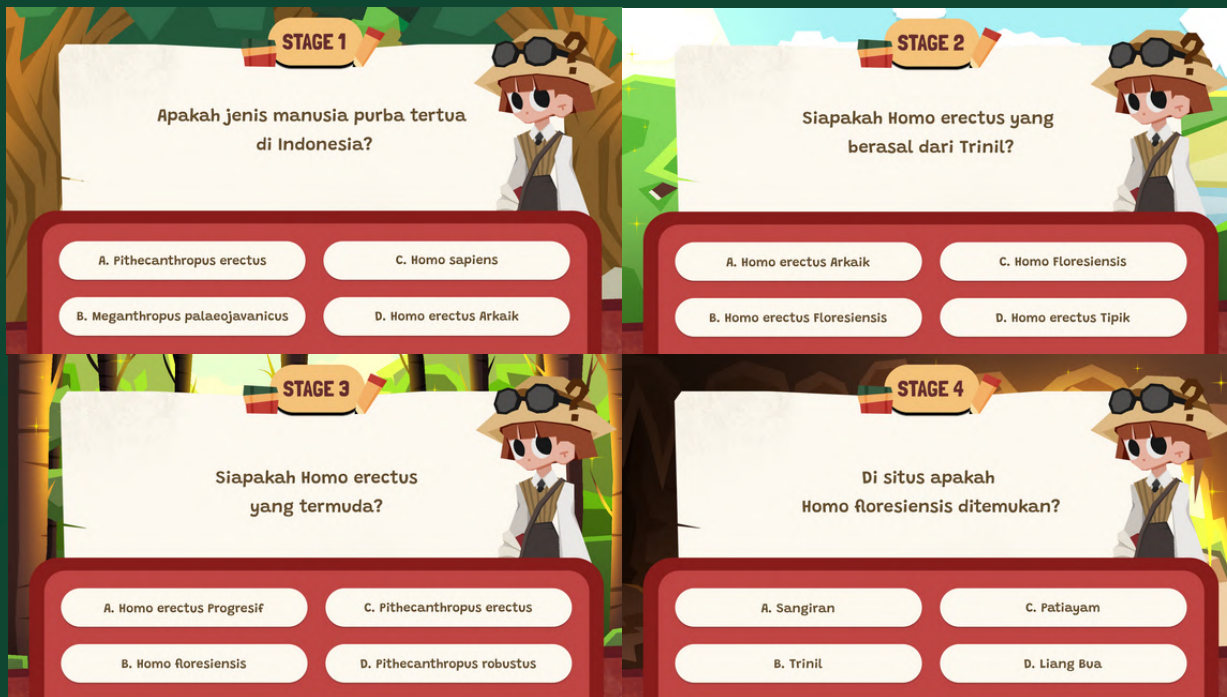 STAGE 1
Apakah jenis manusia purba tertua
di Indonesia?
A. Pithecanthropus erectus
C. Homo sapiens
B. Meganthropus palaeojavanicus
D. Homo erectus Arkaik
STAGE 2
Siapakah Homo erectus yang
berasal dari Trinil?
A. Homo erectus Arkaik
C. Homo Floresiensis
B. Homo erectus Floresiensis
D. Homo erectus Tipik
STAGE 3
Siapakah Homo erectus
yang termuda?
A. Homo erectus Progresif
C. Pithecanthropus erectus
B. Homo floresiensis
D. Pithecanthropus robustus
STAGE 4
Di situs apakah
Homo floresiensis ditemukan?
A. Sangiran
C. Patiayam
B. Trinil
D. Liang Bua